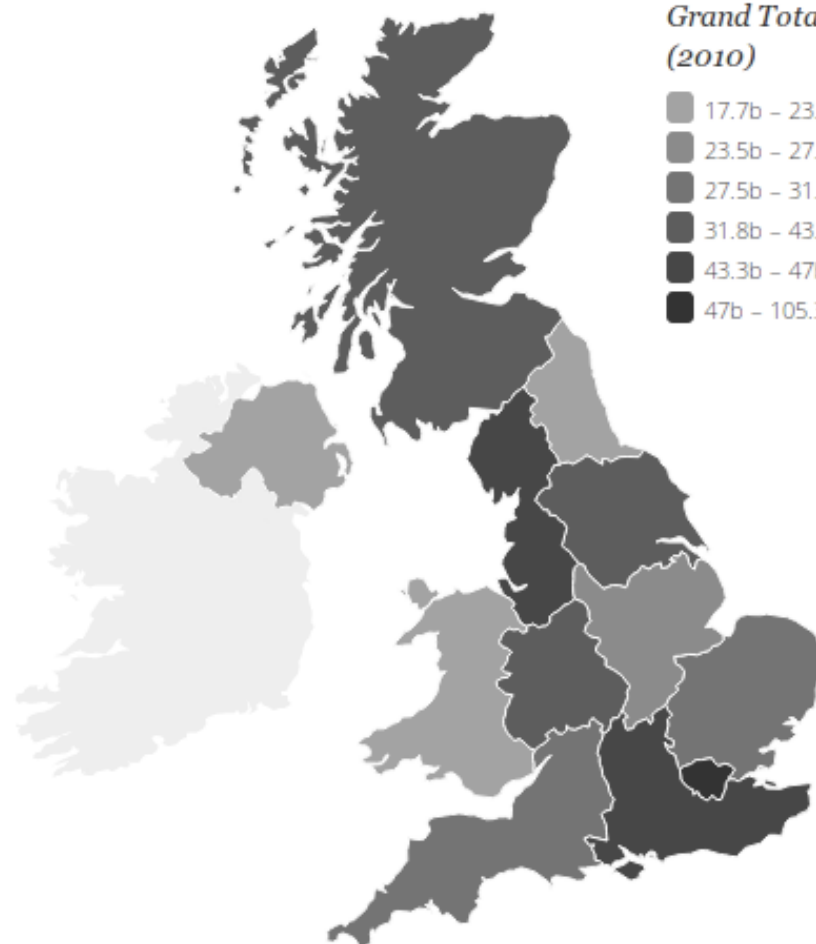 Grand Tota
(2010)
17.7b – 23.
23.5b – 27.
27.5b – 31.
31.8b – 43.
43.3b – 47
47b – 105.